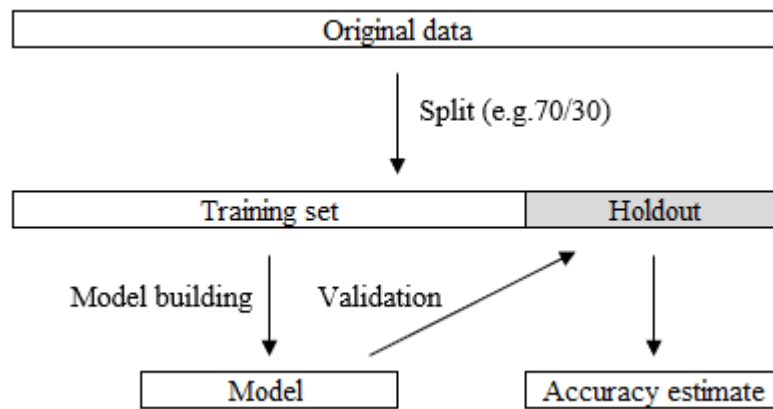 Original data
Split (e.g.70/30)
Training set
Holdout
Model building
Validation
Model
Accuracy estimate